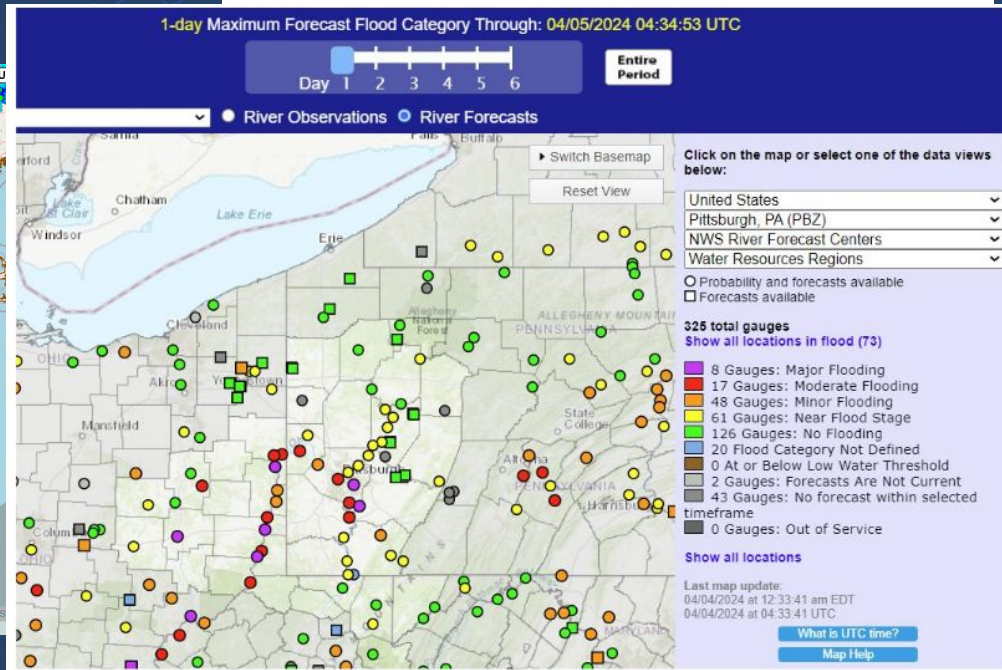 1-day Maximum Forecast Flood Category Through: 04/05/2024 04:34:53 UTC
Day 1 2 3 4 5 6
Entire
Period
River Observations River Forecasts
Buffalo
Switch Basemap
Reset View
Chatham
Lake
St Clair
Lake Erie
Windsor
Erie
Cleveland
Allegheny
National
Forest
ALLEGHENY MOUNTAI
PENNSYLVANIA
OHIO
Mansfield
State
College
Pittsburgh
PENNSYLVANIA
Harrisbu
OHIO
MARYLAND
Click on the map or select one of the data views
below:
United States
Pittsburgh, PA (PBZ)
NWS River Forecast Centers
Water Resources Regions
Probability and forecasts available
Forecasts available
325 total gauges
Show all locations in flood (73)
8 Gauges: Major Flooding
17 Gauges: Moderate Flooding
48 Gauges: Minor Flooding
61 Gauges: Near Flood Stage
126 Gauges: No Flooding
20 Flood Category Not Defined
0 At or Below Low Water Threshold
2 Gauges: Forecasts Are Not Current
43 Gauges: No forecast within selected
timeframe
0 Gauges: Out of Service
Show all locations
Last map update:
04/04/2024 at 12:33:41 am EDT
04/04/2024 at 04:33:41 UTC
What is UTC time?
Map Help